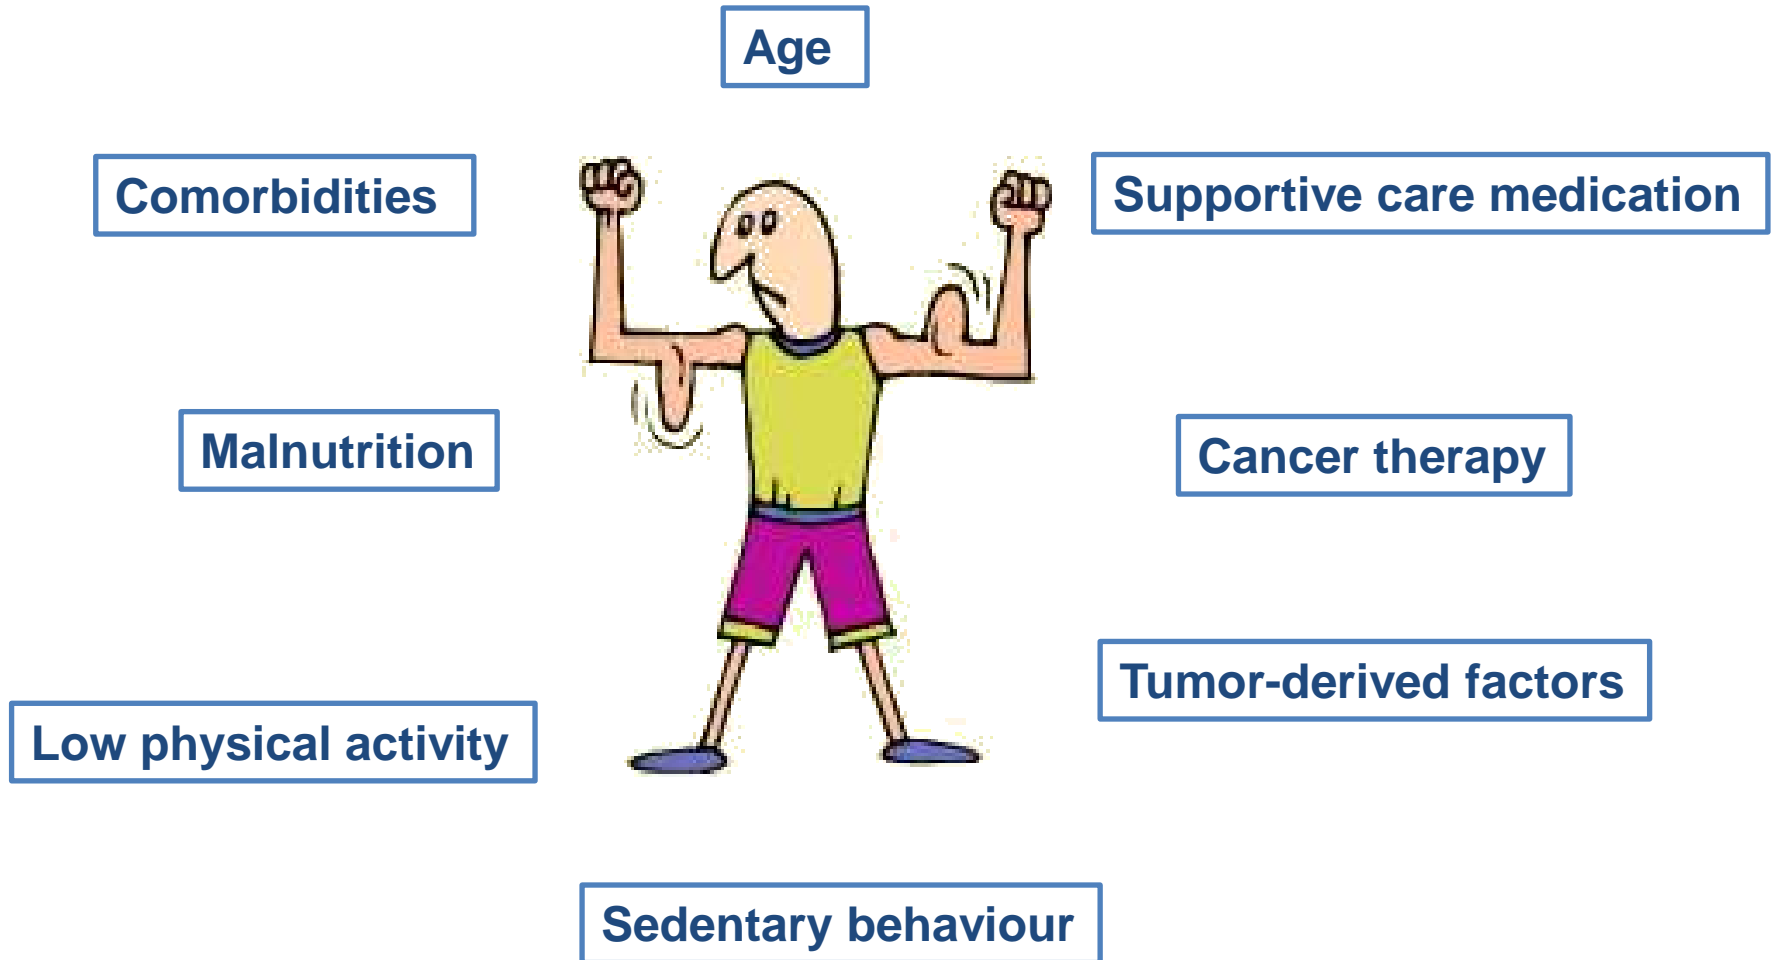 Age
Comorbidities
Supportive care medication
Malnutrition
Cancer therapy
Tumor-derived factors
Low physical activity
Sedentary behaviour